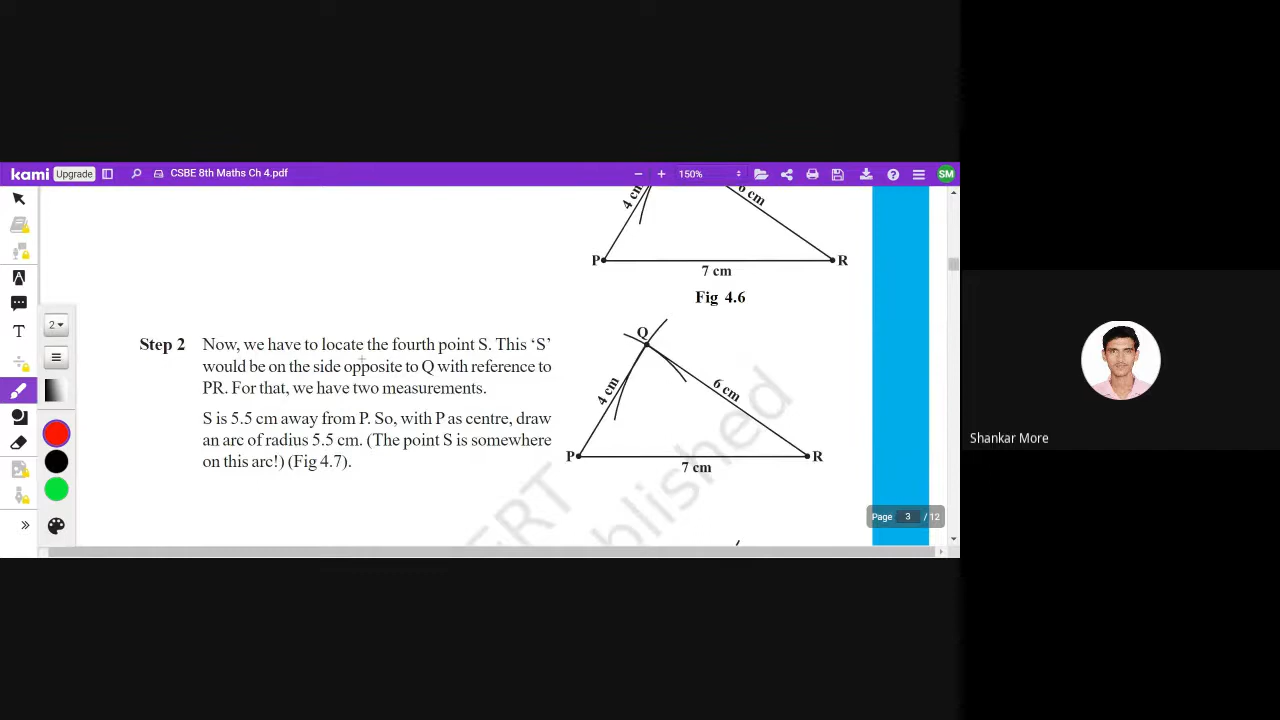 kami Upgrade CSBE 8th Maths Ch 4.pdf 150% SM
4 cm 6 cm
P R
7 cm
Fig 4.6
Q
Step 2 Now, we have to locate the fourth point S. This ‘S’
would be on the side opposite to Q with reference to
PR. For that, we have two measurements.
4 cm 6 cm
S is 5.5 cm away from P. So, with P as centre, draw
an arc of radius 5.5 cm. (The point S is somewhere
on this arc!) (Fig 4.7).
P R
7 cm
2
T
Page 3 / 12
Shankar More